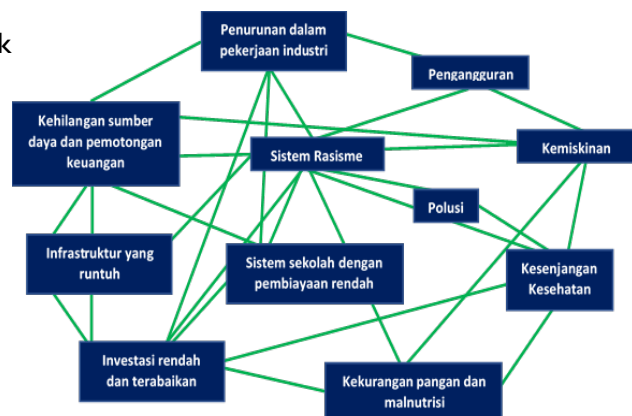 k
Penurunan dalam
pekerjaan industri
Pengangguran
Kehilangan sumber
daya dan pemotongan
keuangan
Sistem Rasisme
Kemiskinan
Polusi
Infrastruktur yang
runtuh
Sistem sekolah dengan
pembiayaan rendah
Kesenjangan
Kesehatan
Investasi rendah
dan terabaikan
Kekurangan pangan dan
malnutrisi